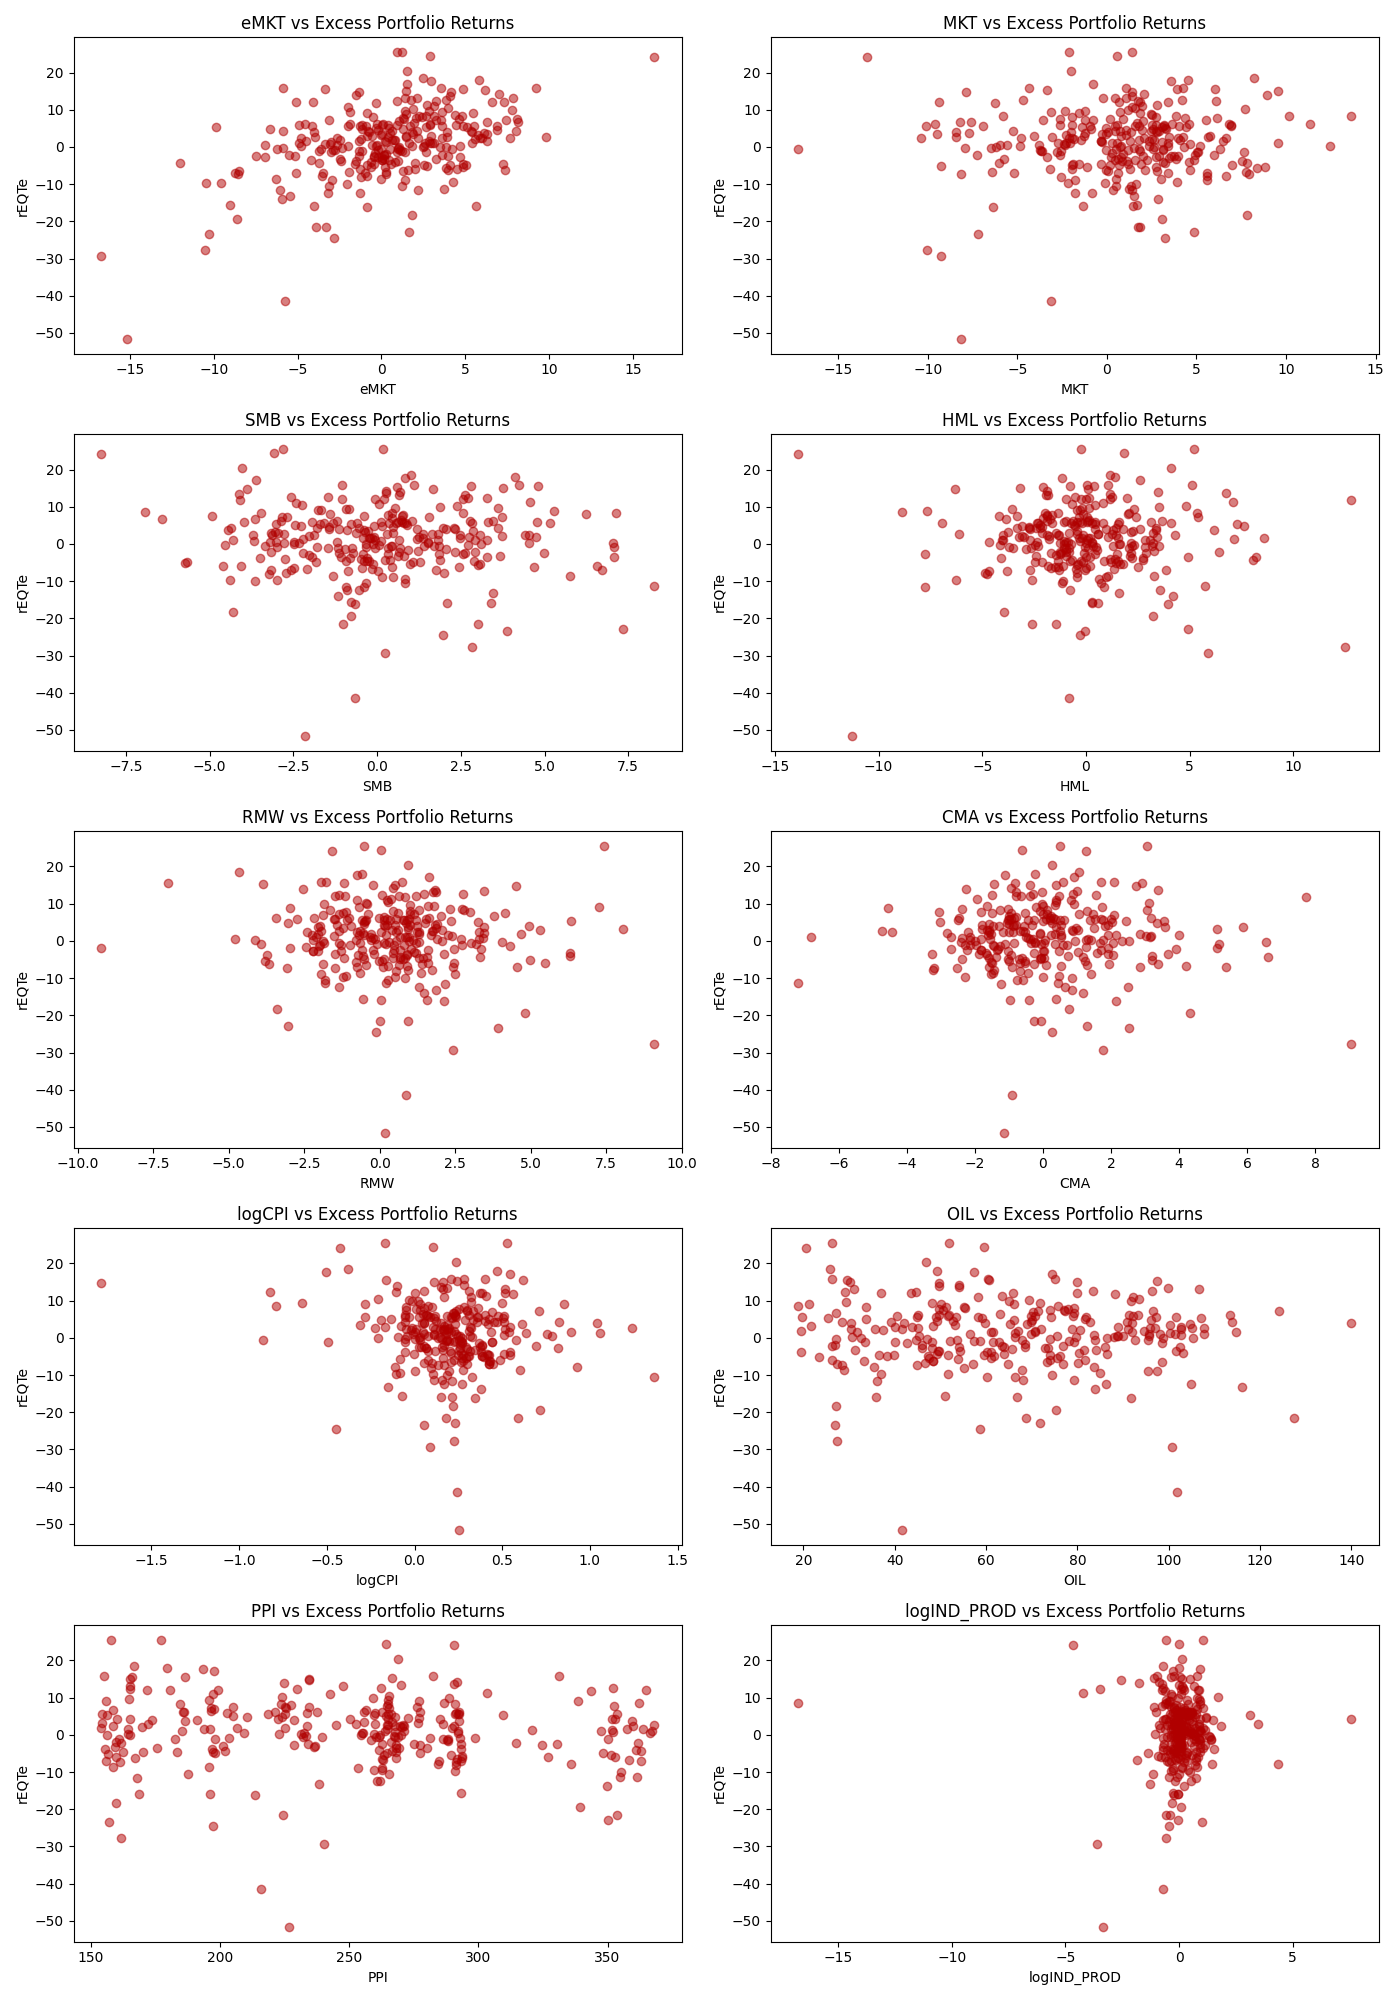 eMKT vs Excess Portfolio Returns
rEQTe
20
10
0
−10
−20
−30
−40
−50
−15 −10 −5 0 5 10 15
eMKT
MKT vs Excess Portfolio Returns
rEQTe
20
10
0
−10
−20
−30
−40
−50
−15 −10 −5 0 5 10 15
MKT
SMB vs Excess Portfolio Returns
rEQTe
20
10
0
−10
−20
−30
−40
−50
−7.5 −5.0 −2.5 0.0 2.5 5.0 7.5
SMB
HML vs Excess Portfolio Returns
rEQTe
20
10
0
−10
−20
−30
−40
−50
−15 −10 −5 0 5 10
HML
RMW vs Excess Portfolio Returns
rEQTe
20
10
0
−10
−20
−30
−40
−50
−10.0 −7.5 −5.0 −2.5 0.0 2.5 5.0 7.5 10.0
RMW
CMA vs Excess Portfolio Returns
rEQTe
20
10
0
−10
−20
−30
−40
−50
−8 −6 −4 −2 0 2 4 6 8
CMA
logCPI vs Excess Portfolio Returns
rEQTe
20
10
0
−10
−20
−30
−40
−50
−1.5 −1.0 −0.5 0.0 0.5 1.0 1.5
logCPI
OIL vs Excess Portfolio Returns
rEQTe
20
10
0
−10
−20
−30
−40
−50
20 40 60 80 100 120 140
OIL
PPI vs Excess Portfolio Returns
rEQTe
20
10
0
−10
−20
−30
−40
−50
150 200 250 300 350
PPI
logIND_PROD vs Excess Portfolio Returns
rEQTe
20
10
0
−10
−20
−30
−40
−50
−15 −10 −5 0 5
logIND_PROD